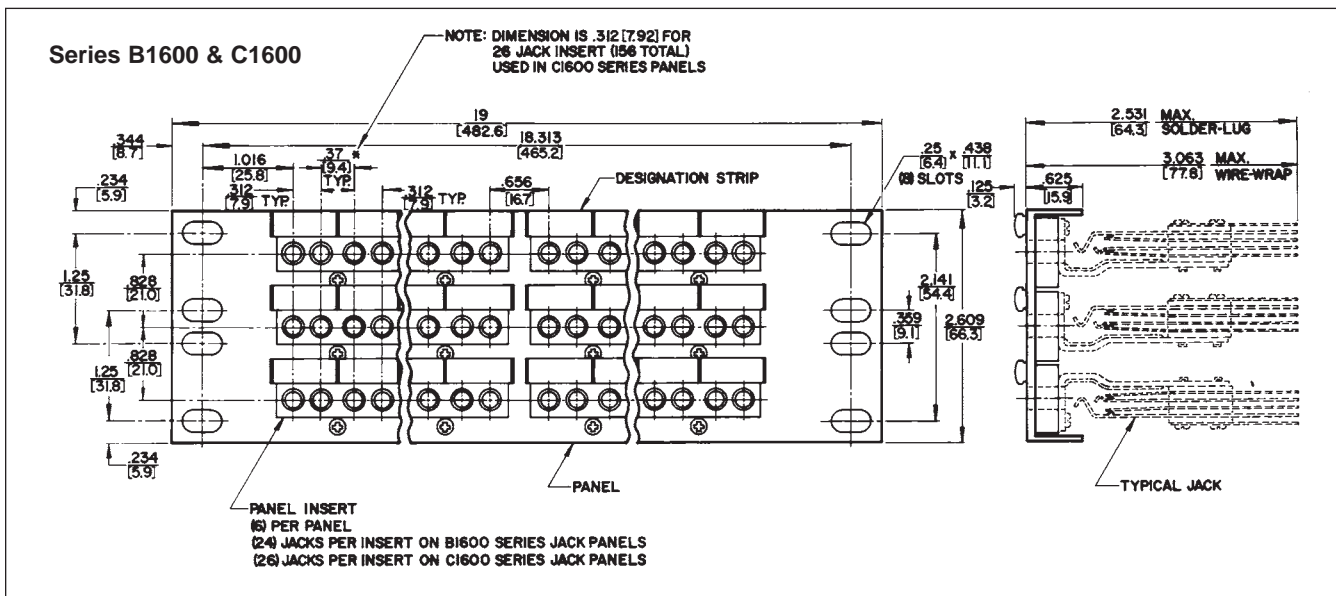 Series B1600 & C1600
NOTE: DIMENSION IS .312 [7.92] FOR
26 JACK INSERT (156 TOTAL)
USED IN C1600 SERIES PANELS
19
[482.6]
18.313
[465.2]
.344
[8.7]
1.016
[25.8]
.37 *
[9.4]
TYP.
.25 x .438
[6.4] [11.1]
(8) SLOTS
2.531 MAX.
[64.3] SOLDER-LUG
3.063 MAX.
[77.8] WIRE-WRAP
.234
[5.9]
.312 TYP.
[7.9]
.312 TYP.
[7.9]
.656
[16.7]
DESIGNATION STRIP
.125
[3.2]
.625
[15.9]
1.25
[31.8]
.828
[21.0]
2.141
[54.4]
.359
[9.1]
2.609
[66.3]
.828
[21.0]
1.25
[31.8]
.234
[5.9]
PANEL
TYPICAL JACK
PANEL INSERT
(6) PER PANEL
(24) JACKS PER INSERT ON B1600 SERIES JACK PANELS
(26) JACKS PER INSERT ON C1600 SERIES JACK PANELS